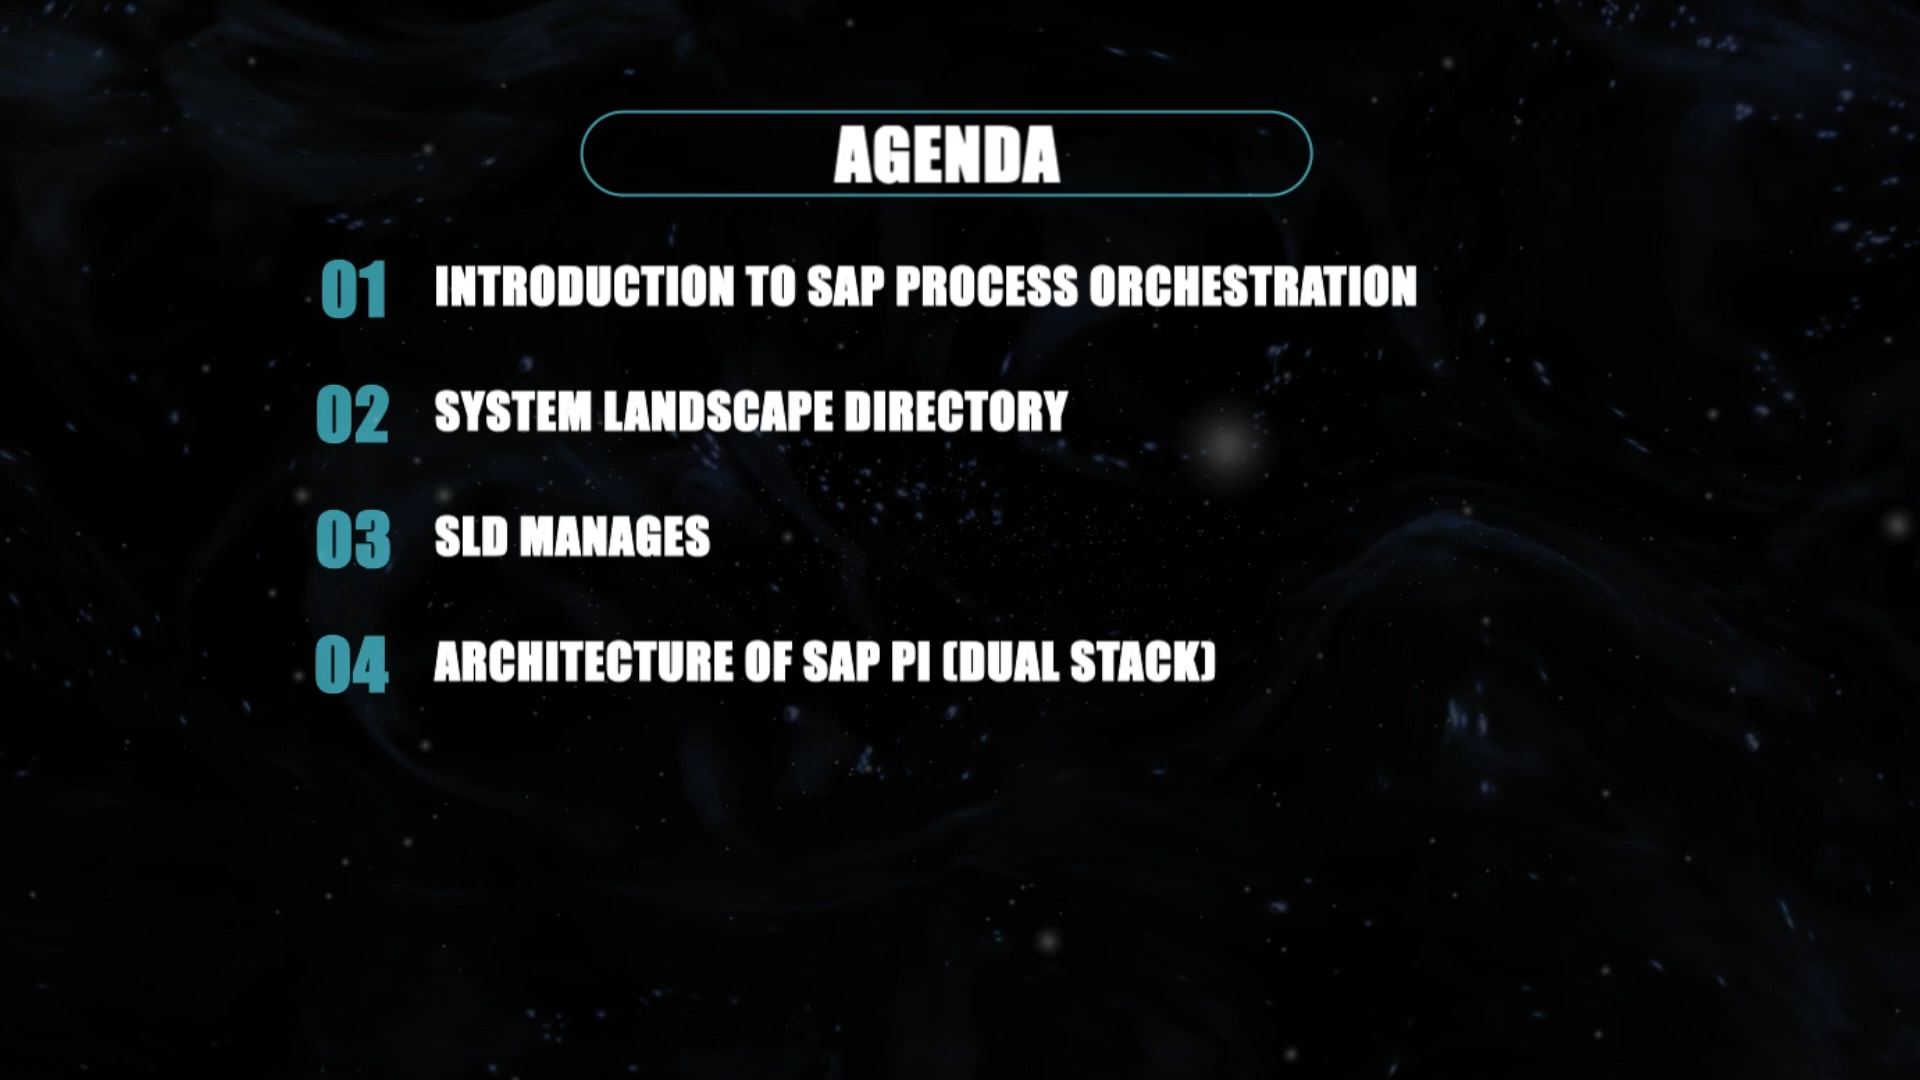 AGENDA
01 INTRODUCTION TO SAP PROCESS ORCHESTRATION
02 SYSTEM LANDSCAPE DIRECTORY
03 SLD MANAGES
04 ARCHITECTURE OF SAP PI (DUAL STACK)